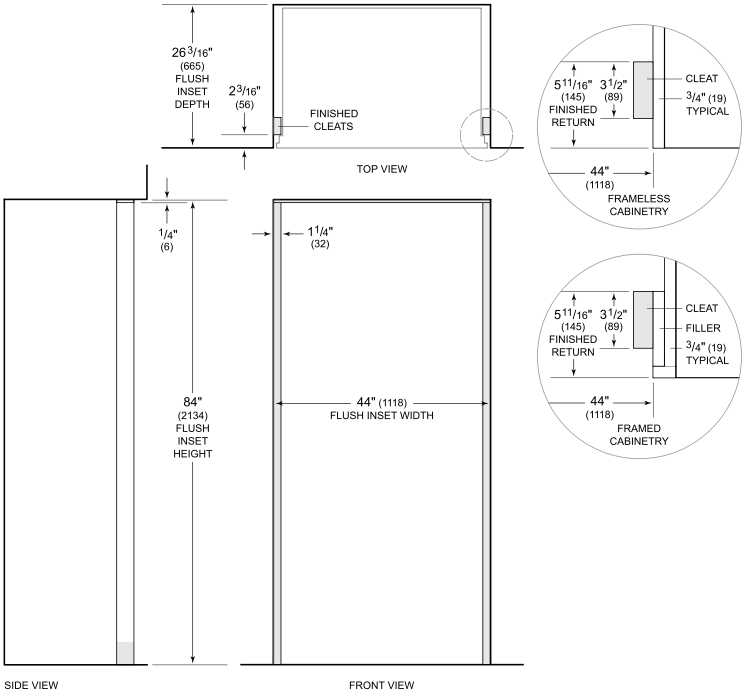 26 3/16"
(665)
FLUSH
INSET
DEPTH
2 3/16"
(56)
FINISHED
CLEATS
TOP VIEW
5 11/16"
(145)
FINISHED
RETURN
3 1/2"
(89)
CLEAT
3/4" (19)
TYPICAL
44"
(1118)
FRAMELESS
CABINETRY
1/4"
(6)
1 1/4"
(32)
5 11/16"
(145)
FINISHED
RETURN
3 1/2"
(89)
CLEAT
FILLER
3/4" (19)
TYPICAL
44"
(1118)
FRAMED
CABINETRY
84"
(2134)
FLUSH
INSET
HEIGHT
44" (1118)
FLUSH INSET WIDTH
SIDE VIEW
FRONT VIEW